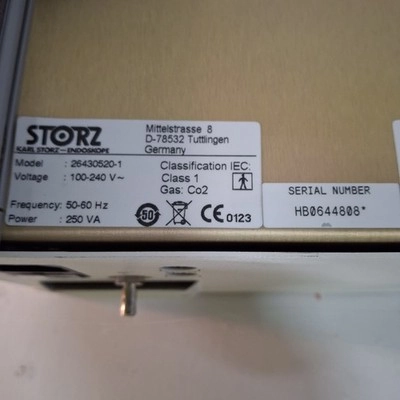 STORZ
KARL STORZ—ENDOSKOPE
Mittelstrasse 8
D-78532 Tuttlingen
Germany
Model : 26430520-1
Voltage : 100-240 V~
Frequency: 50-60 Hz
Power : 250 VA
Classification IEC:
Class 1
Gas: Co2
50
CE 0123
SERIAL NUMBER
HB0644808*